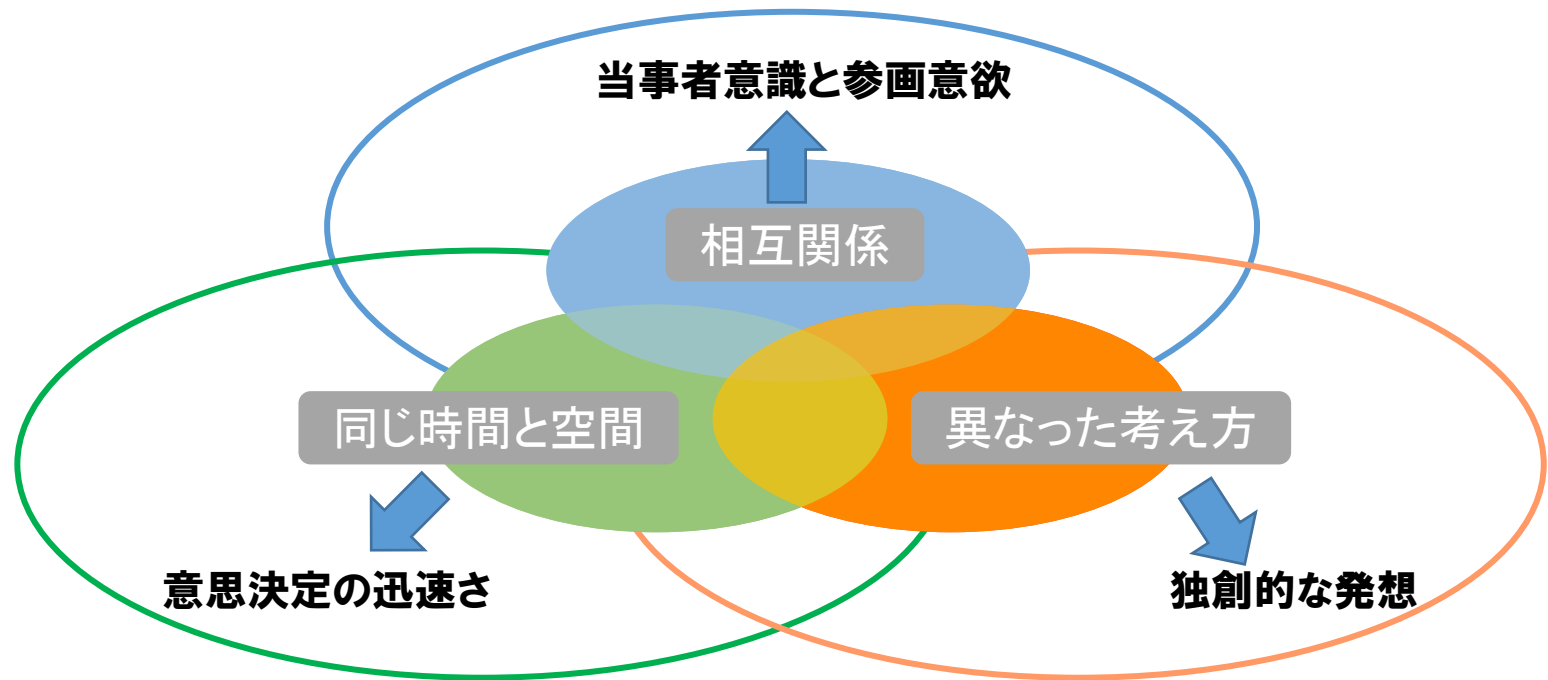 当事者意識と参画意欲
相互関係
同じ時間と空間
異なった考え方
意思決定の迅速さ
独創的な発想